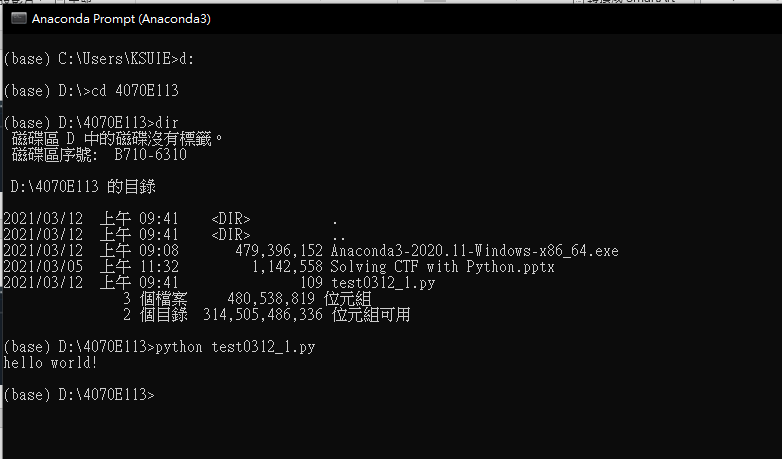 Anaconda Prompt (Anaconda3)
(base) C:\Users\KSUIE>d:
(base) D:\>cd 4070E113
(base) D:\4070E113>dir
磁碟區 D 中的磁碟沒有標籤。
磁碟區序號:  B710-6310
D:\4070E113 的目錄
2021/03/12  上午 09:41    <DIR>          .
2021/03/12  上午 09:41    <DIR>          ..
2021/03/12  上午 09:08       479,396,152 Anaconda3-2020.11-Windows-x86_64.exe
2021/03/05  上午 11:32         1,142,558 Solving CTF with Python.pptx
2021/03/12  上午 09:41               109 test0312_1.py
3 個檔案     480,538,819 位元組
2 個目錄  314,505,486,336 位元組可用
(base) D:\4070E113>python test0312_1.py
hello world!
(base) D:\4070E113>